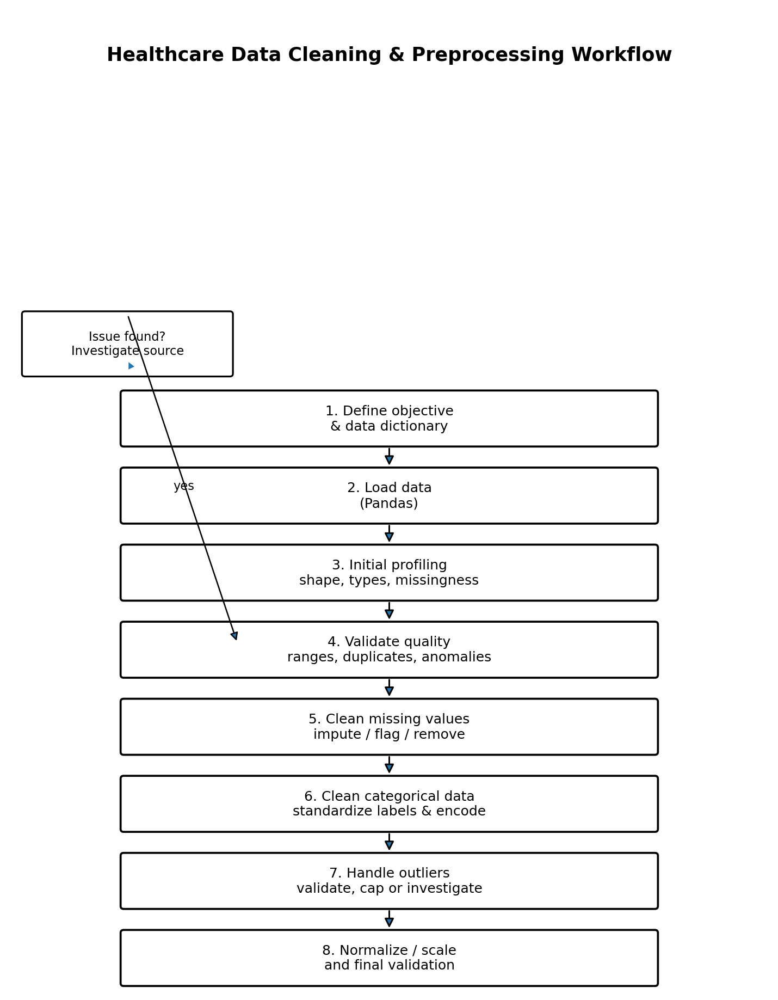 Healthcare Data Cleaning & Preprocessing Workflow
Issue found?
Investigate source
1. Define objective
& data dictionary
yes
2. Load data
(Pandas)
3. Initial profiling
shape, types, missingness
4. Validate quality
ranges, duplicates, anomalies
5. Clean missing values
impute / flag / remove
6. Clean categorical data
standardize labels & encode
7. Handle outliers
validate, cap or investigate
8. Normalize / scale
and final validation